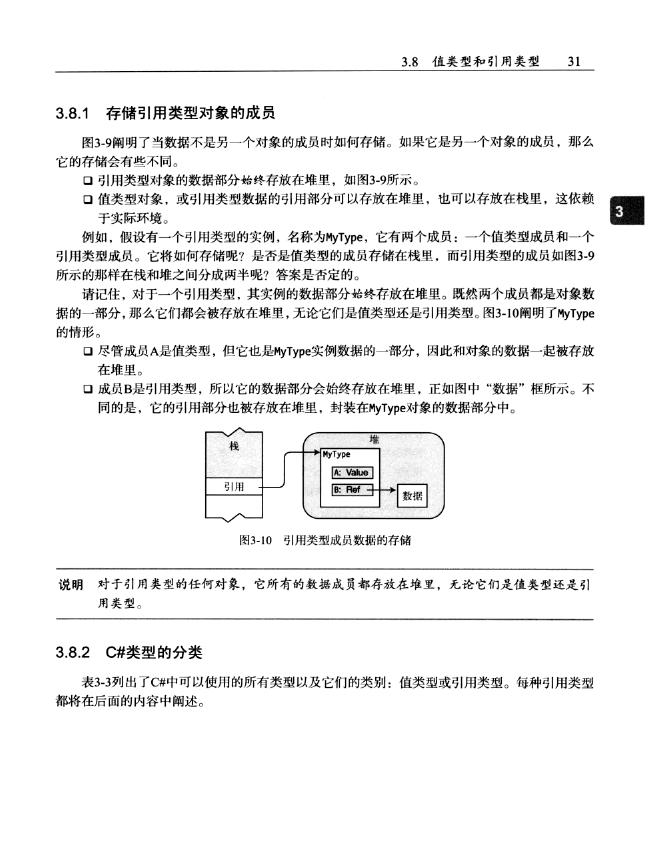 3.8 值类型和引用类型 31
3.8.1 存储引用类型对象的成员
图3-9阐明了当数据不是另一个对象的成员时如何存储。如果它是另一个对象的成员，那么
它的存储会有些不同。
❑ 引用类型对象的数据部分始终存放在堆里，如图3-9所示。
❑ 值类型对象，或引用类型数据的引用部分可以存放在堆里，也可以存放在栈里，这依赖
于实际环境。
3
例如，假设有一个引用类型的实例，名称为MyType，它有两个成员：一个值类型成员和一个
引用类型成员。它将如何存储呢？是否是值类型的成员存储在栈里，而引用类型的成员如图3-9
所示的那样在栈和堆之间分成两半呢？答案是否定的。
请记住，对于一个引用类型，其实例的数据部分始终存放在堆里。既然两个成员都是对象数
据的一部分，那么它们都会被存放在堆里，无论它们是值类型还是引用类型。图3-10阐明了MyType
的情形。
❑ 尽管成员A是值类型，但它也是MyType实例数据的一部分，因此和对象的数据一起被存放
在堆里。
❑ 成员B是引用类型，所以它的数据部分会始终存放在堆里，正如图中“数据”框所示。不
同的是，它的引用部分也被存放在堆里，封装在MyType对象的数据部分中。
栈
堆
MyType
A: Value
引用
B: Ref
数据
图3-10 引用类型成员数据的存储
说明 对于引用类型的任何对象，它所有的数据成员都存放在堆里，无论它们是值类型还是引
用类型。
3.8.2 C#类型的分类
表3-3列出了C#中可以使用的所有类型以及它们的类别：值类型或引用类型。每种引用类型
都将在后面的内容中阐述。